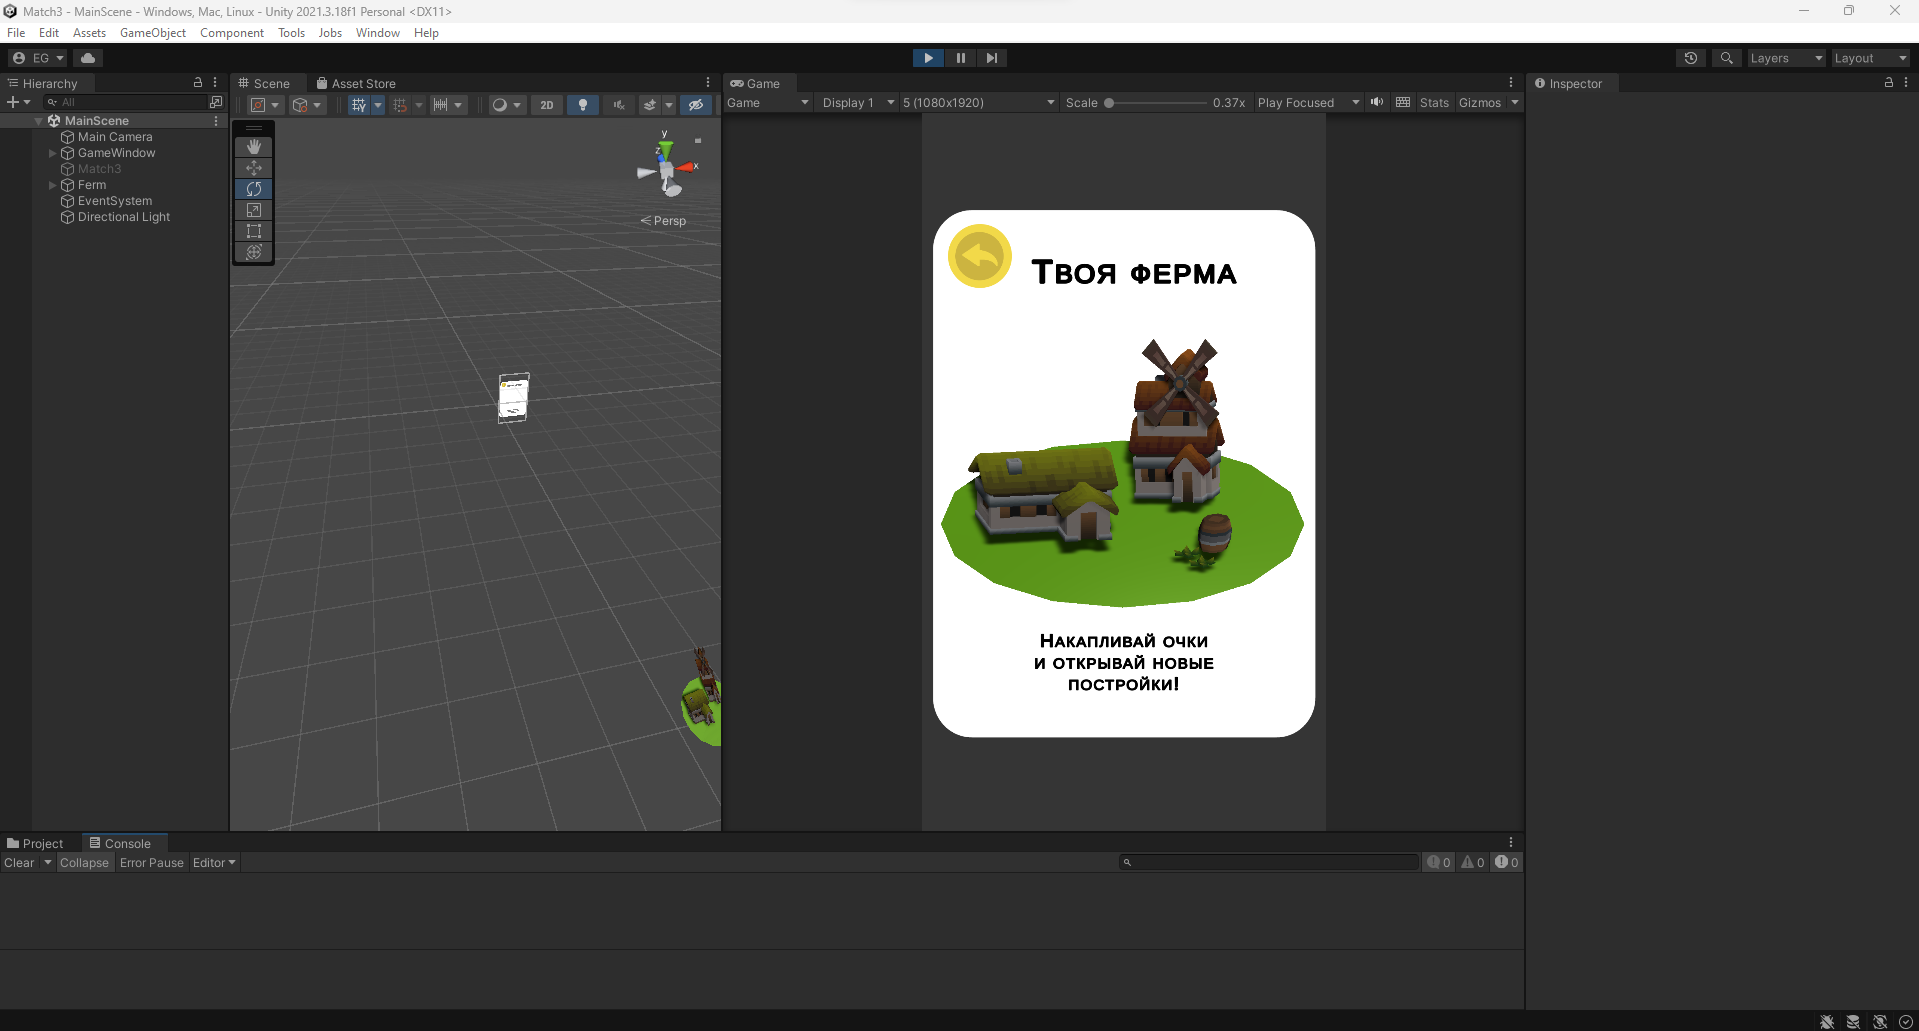 Match3 - MainScene - Windows, Mac, Linux - Unity 2021.3.18f1 Personal <DX11>
File Edit Assets GameObject Component Tools Jobs Window Help
EG
Layers
Layout
Hierarchy
All
MainScene
Main Camera
GameWindow
Match3
Ferm
EventSystem
Directional Light
Scene
Asset Store
2D
y
z
x
Persp
Game
Game
Display 1
5 (1080x1920)
Scale
0.37x
Play Focused
Stats
Gizmos
Твоя ферма
Накапливай очки
и открывай новые
постройки!
Inspector
Project
Console
Clear
Collapse
Error Pause
Editor
0
0
0